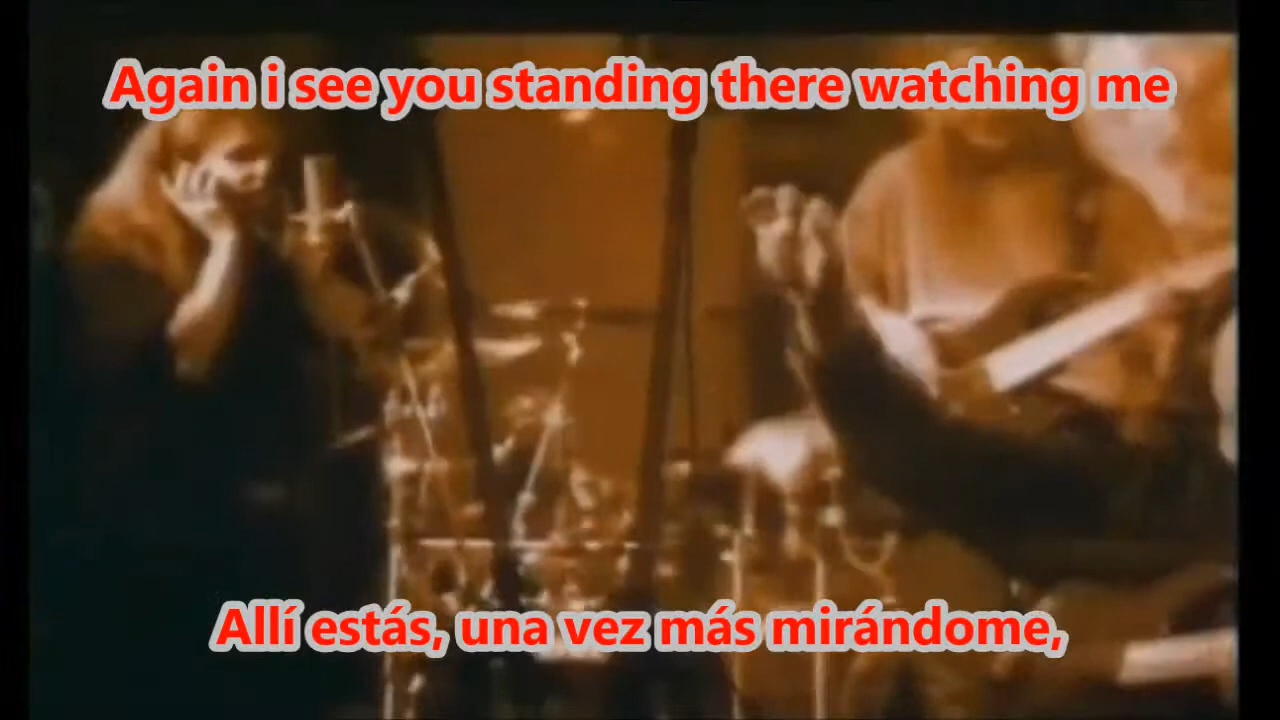 Again i see you standing there watching me
Allí estás, una vez más mirándome,